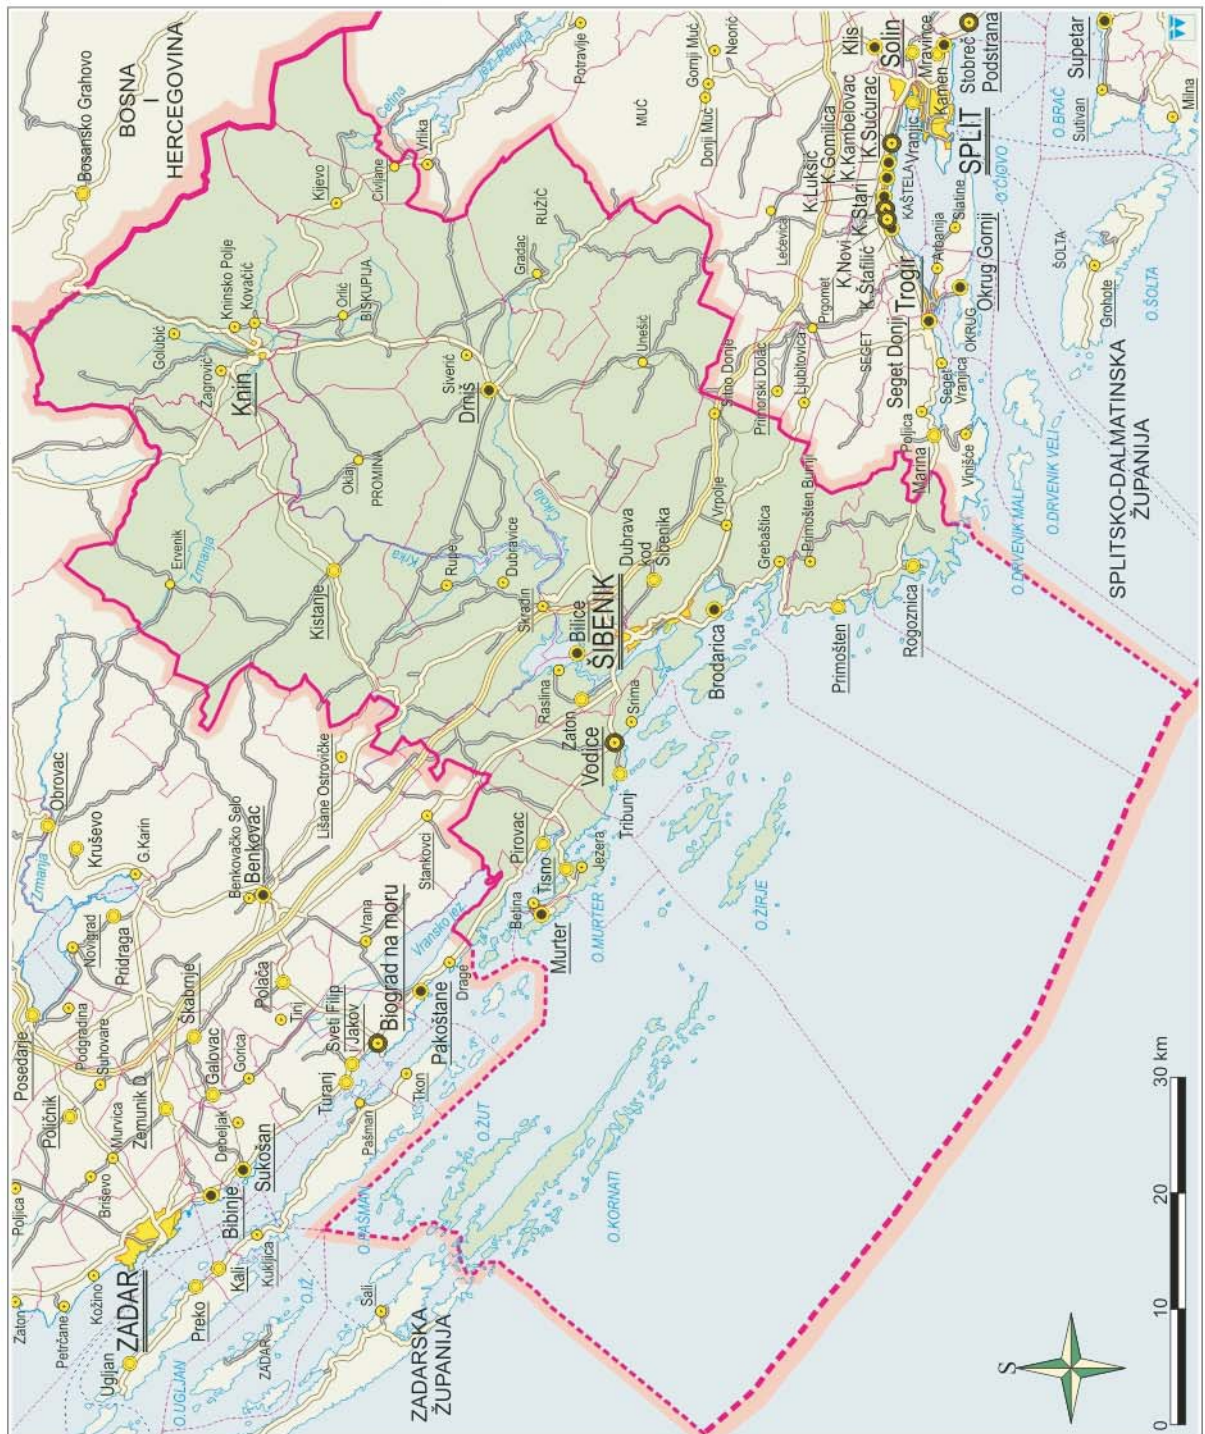 Zaton
Petrčane
Kožino
ZADAR
Ugljan
Preko
Kali
Kukljica
O.UGLJAN
ZADAR
O.IŽ
Sali
ZADARSKA
ŽUPANIJA
Poljica
Briševo
Murvica
Bibinje
Sukošan
Debeljak
Zemunik D.
Poličnik
Suhovare
Podgradina
Posedarje
Galovac
Gorica
Škabrnje
Novigrad
Pridraga
G.Karin
Kruševo
Obrovac
Zrmanja
Benkovačko Selo
Benkovac
Polača
Tinj
Vrana
Sveti Filip
i Jakov
Turanj
Biograd na moru
Pakoštane
Pašman
Tkon
O.PAŠMAN
Drage
Vransko jez.
Stankovci
Lišane Ostrovičke
O.ŽUT
O.KORNATI
Pirovac
Tisno
Betina
Murter
Jezera
O.MURTER
Tribunj
Vodice
Srima
Zaton
Raslina
Bilice
ŠIBENIK
O.ŽIRJE
Brodarica
Dubrava
kod
Šibenika
Skradin
Dubravice
Rupe
Krka
Čikola
Kistanje
Ervenik
Zrmanja
Oklaj
PROMINA
Knin
Zagrović
Golubić
Kninsko Polje
Kovačić
Orlić
BISKUPIJA
Kijevo
Civljane
Vrlika
Cetina
jez. Peruća
Potravlje
Bosansko Grahovo
BOSNA
I
HERCEGOVINA
Siverić
Drniš
Gradac
RUŽIĆ
Unešić
MUĆ
Donji Muć
Gornji Muć
Neorić
Sitno Donje
Vrpolje
Grebaštica
Primošten Burnji
Primošten
Rogoznica
Primorski Dolac
Ljubitovica
Prgomet
Lećevica
SEGET
Marina
Poljica
Vinišće
Seget
Vranjica
Seget Donji
Trogir
OKRUG
Okrug Gornji
Arbanija
Slatine
O.ČIOVO
K.Štafilić
K.Novi
K.Stari
K.Lukšić
K.Gomilica
K.Kambelovac
K.Sućurac
KAŠTELA
Vranjic
Klis
Solin
Mravince
Kamen
SPLIT
Stobreč
Podstrana
Supetar
Sutivan
Milna
O.BRAČ
ŠOLTA
Grohote
O.ŠOLTA
O.DRVENIK MALI
O.DRVENIK VELI
SPLITSKO-DALMATINSKA
ŽUPANIJA
S
0
10
20
30 km